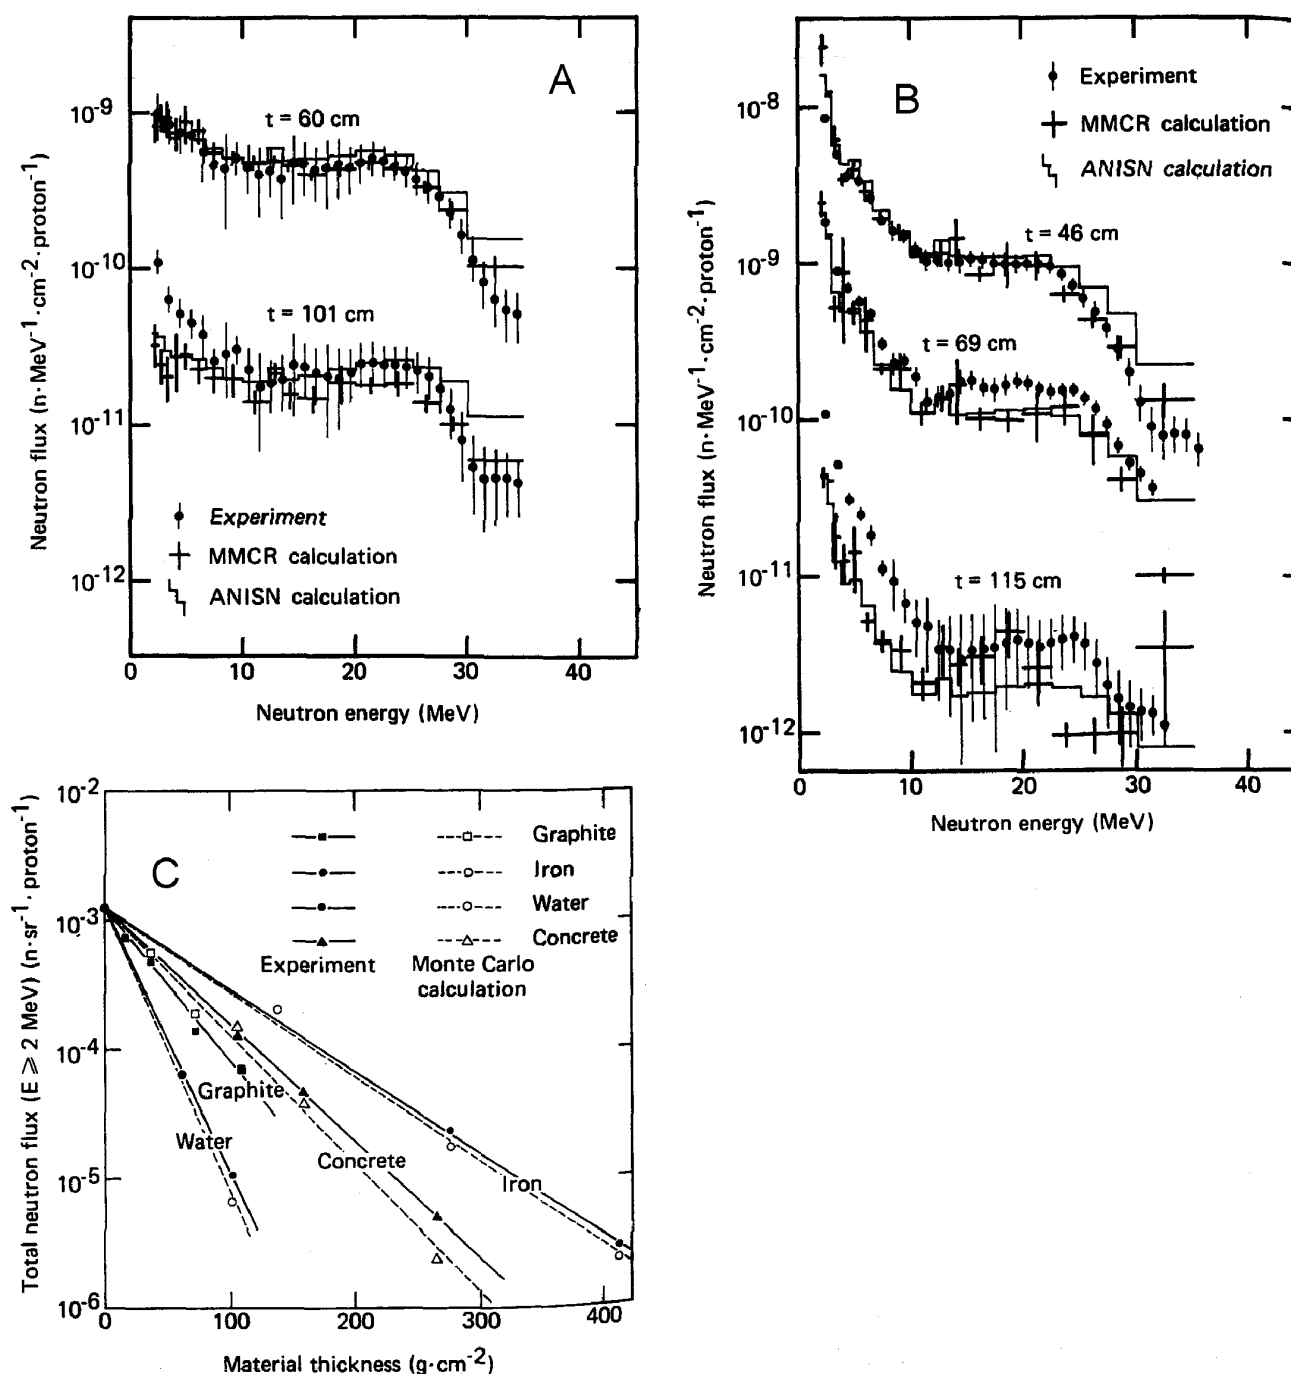 A
t = 60 cm
t = 101 cm
Experiment
MMCR calculation
ANISN calculation
10-9
10-10
10-11
10-12
0 10 20 30 40
Neutron energy (MeV)
Neutron flux (n·MeV-1·cm-2·proton-1)
B
Experiment
MMCR calculation
ANISN calculation
t = 46 cm
t = 69 cm
t = 115 cm
10-8
10-9
10-10
10-11
10-12
0 10 20 30 40
Neutron energy (MeV)
Neutron flux (n·MeV-1·cm-2·proton-1)
C
Graphite
Iron
Water
Concrete
Experiment Monte Carlo
calculation
Graphite
Water
Concrete
Iron
10-2
10-3
10-4
10-5
10-6
0 100 200 300 400
Material thickness (g·cm-2)
Total neutron flux (E ⩾ 2 MeV) (n·sr-1·proton-1)